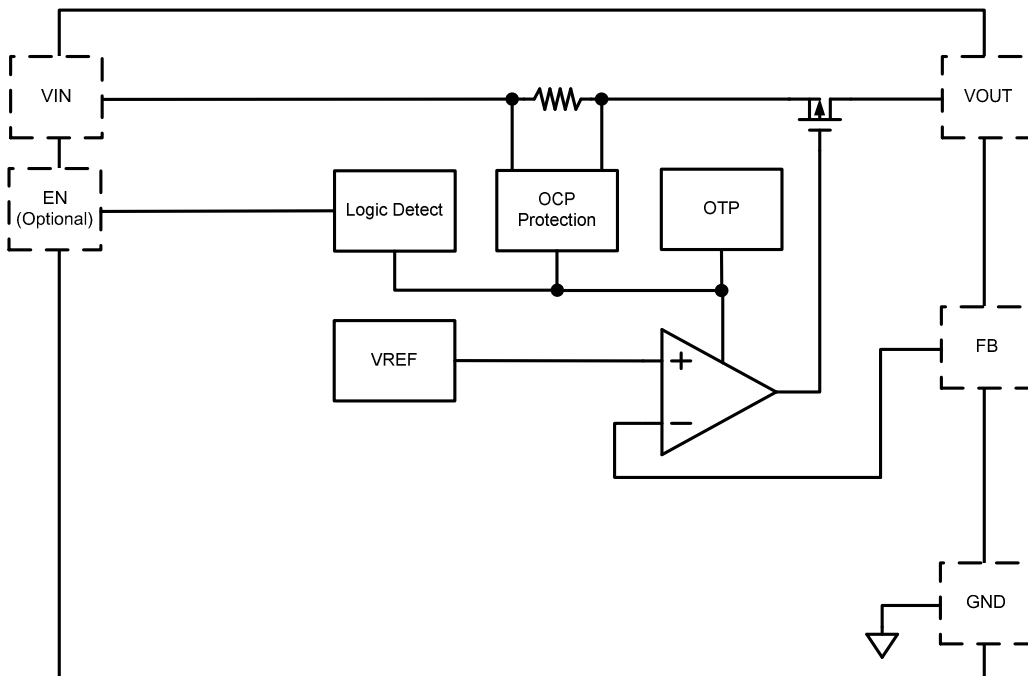 VIN
VOUT
EN
(Optional)
Logic Detect
OCP
Protection
OTP
VREF
+
−
FB
GND